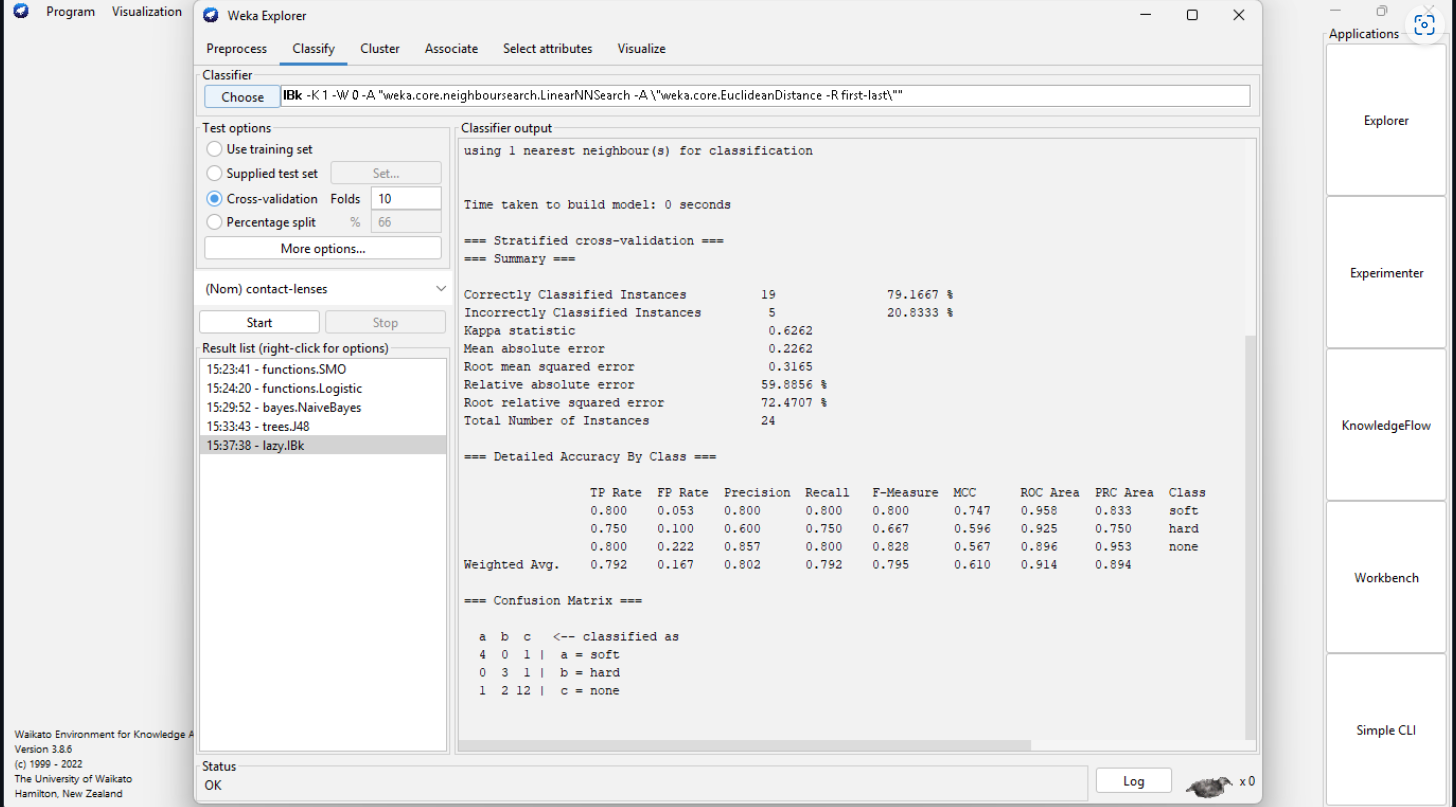 Program Visualization
Weka Explorer
Preprocess Classify Cluster Associate Select attributes Visualize
Classifier
Choose IBk -K 1 -W 0 -A "weka.core.neighboursearch.LinearNNSearch -A \"weka.core.EuclideanDistance -R first-last\""
Test options
Use training set
Supplied test set Set...
Cross-validation Folds 10
Percentage split % 66
More options...
(Nom) contact-lenses
Start Stop
Result list (right-click for options)
15:23:41 - functions.SMO
15:24:20 - functions.Logistic
15:29:52 - bayes.NaiveBayes
15:33:43 - trees.J48
15:37:38 - lazy.IBk
Classifier output
using 1 nearest neighbour(s) for classification
Time taken to build model: 0 seconds
=== Stratified cross-validation ===
=== Summary ===
Correctly Classified Instances 19 79.1667 %
Incorrectly Classified Instances 5 20.8333 %
Kappa statistic 0.6262
Mean absolute error 0.2262
Root mean squared error 0.3165
Relative absolute error 59.8856 %
Root relative squared error 72.4707 %
Total Number of Instances 24
=== Detailed Accuracy By Class ===
TP Rate FP Rate Precision Recall F-Measure MCC ROC Area PRC Area Class
0.800 0.053 0.800 0.800 0.800 0.747 0.958 0.833 soft
0.750 0.100 0.600 0.750 0.667 0.596 0.925 0.750 hard
0.800 0.222 0.857 0.800 0.828 0.567 0.896 0.953 none
Weighted Avg. 0.792 0.167 0.802 0.792 0.795 0.610 0.914 0.894
=== Confusion Matrix ===
a b c <-- classified as
4 0 1 | a = soft
0 3 1 | b = hard
1 2 12 | c = none
Status
OK
Log x 0
Applications
Explorer
Experimenter
KnowledgeFlow
Workbench
Simple CLI
Waikato Environment for Knowledge A
Version 3.8.6
(c) 1999 - 2022
The University of Waikato
Hamilton, New Zealand